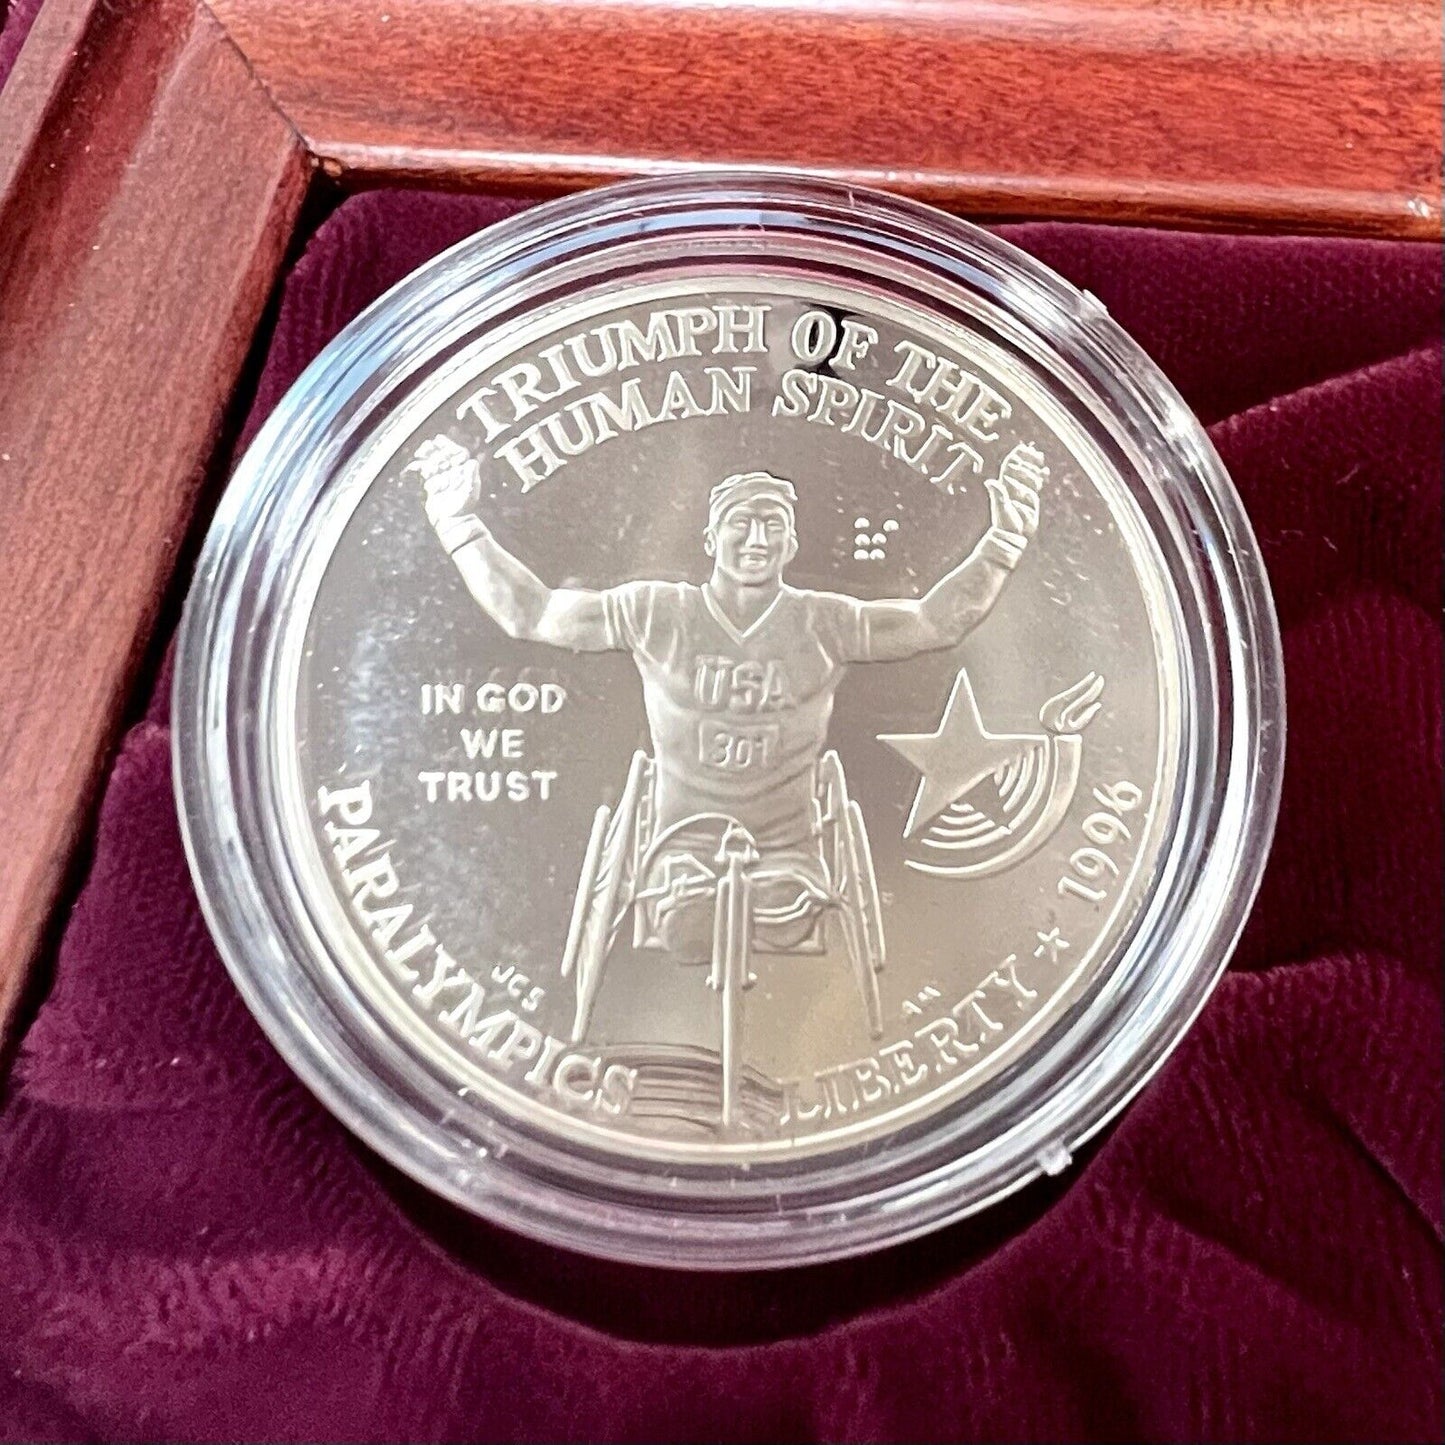 TRIUMPH OF THE
HUMAN SPIRIT
IN GOD
WE
TRUST
USA
301
PARALYMPICS
JCS
LIBERTY ☆ 1996